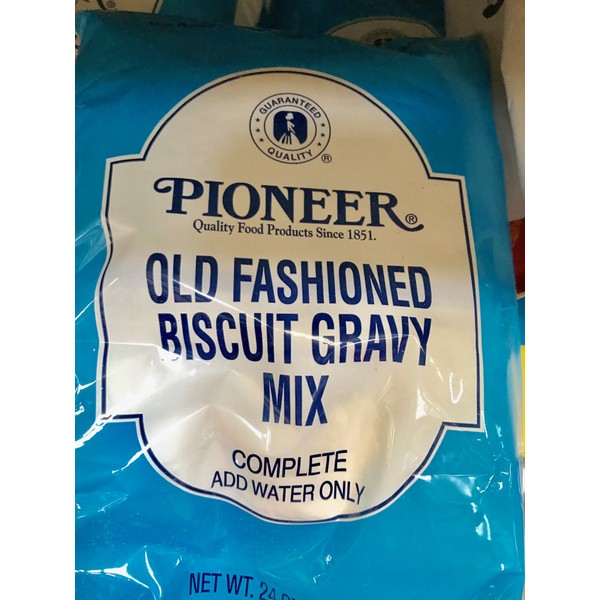 GUARANTEED
QUALITY
®
PIONEER®
Quality Food Products Since 1851.
OLD FASHIONED
BISCUIT GRAVY
MIX
COMPLETE
ADD WATER ONLY
NET WT. 24